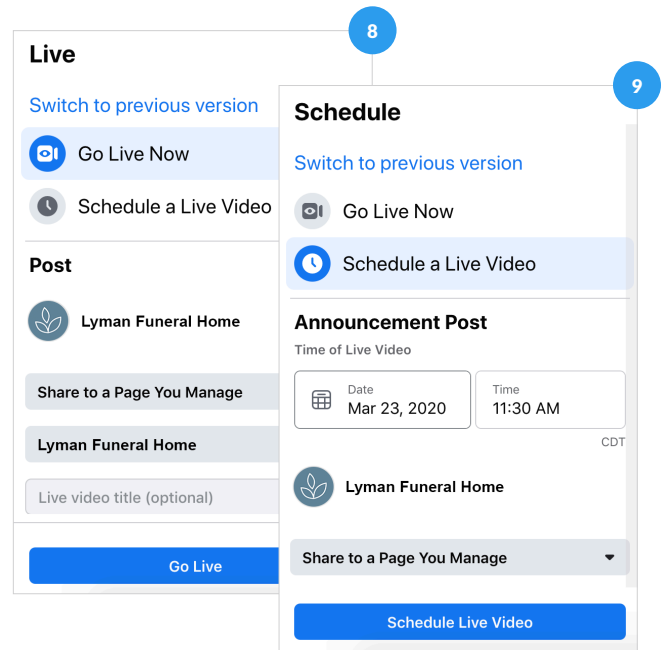 8
Live
Switch to previous version
Go Live Now
Schedule a Live Video
Post
Lyman Funeral Home
Share to a Page You Manage
Lyman Funeral Home
Live video title (optional)
Go Live
9
Schedule
Switch to previous version
Go Live Now
Schedule a Live Video
Announcement Post
Time of Live Video
Date
Mar 23, 2020
Time
11:30 AM
CDT
Lyman Funeral Home
Share to a Page You Manage
Schedule Live Video